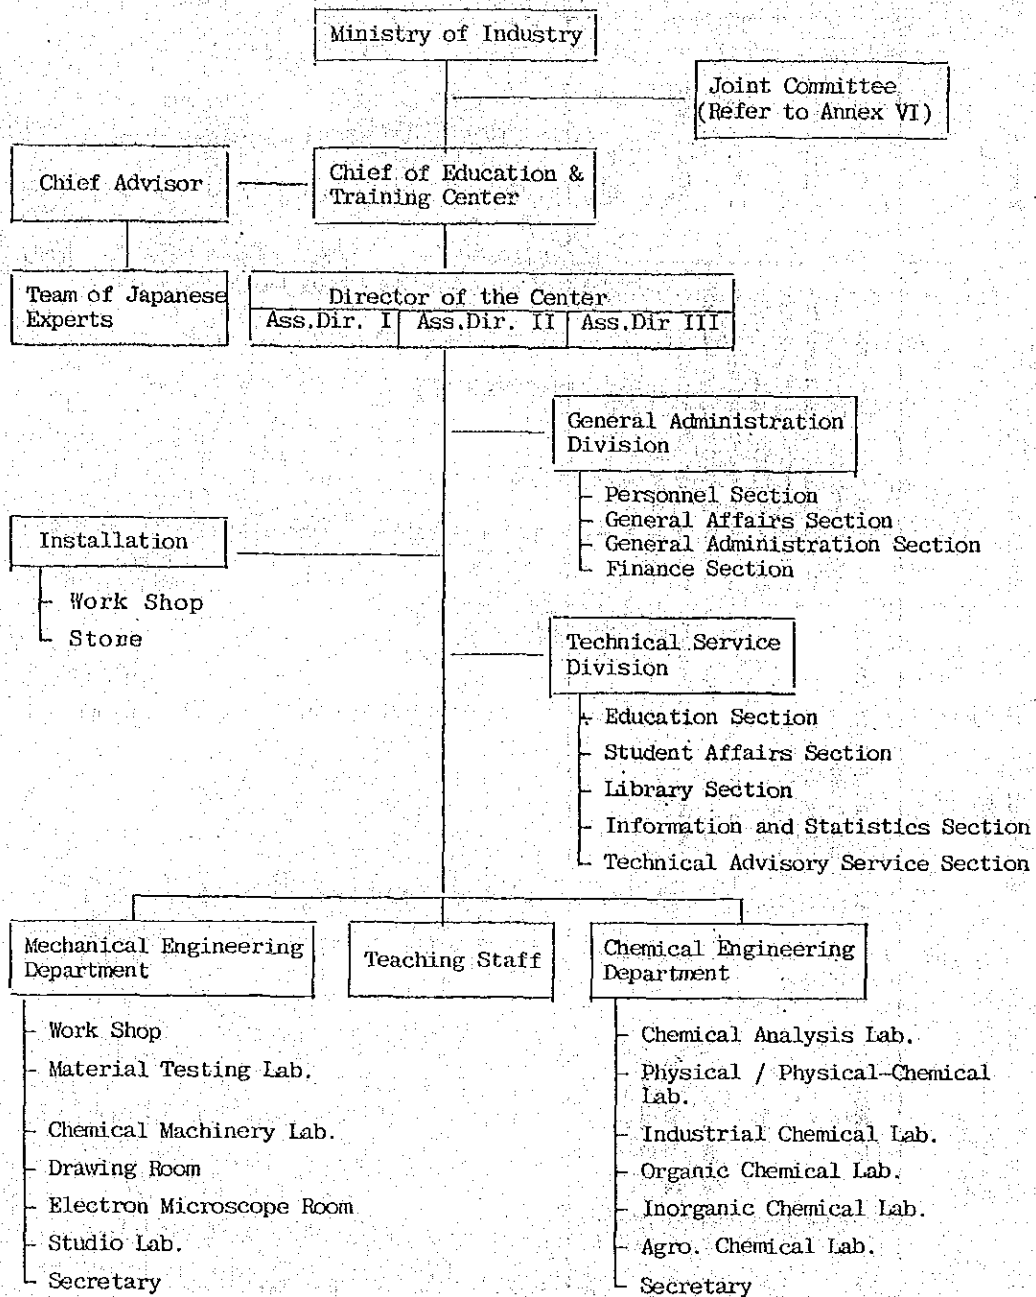 Ministry of Industry
Joint Committee
(Refer to Annex VI)
Chief Advisor
Chief of Education &
Training Center
Team of Japanese
Experts
Director of the Center
Ass.Dir. I Ass.Dir. II Ass.Dir III
General Administration
Division
Personnel Section
General Affairs Section
General Administration Section
Finance Section
Installation
Work Shop
Stone
Technical Service
Division
Education Section
Student Affairs Section
Library Section
Information and Statistics Section
Technical Advisory Service Section
Mechanical Engineering
Department
Work Shop
Material Testing Lab.
Chemical Machinery Lab.
Drawing Room
Electron Microscope Room
Studio Lab.
Secretary
Teaching Staff
Chemical Engineering
Department
Chemical Analysis Lab.
Physical / Physical-Chemical
Lab.
Industrial Chemical Lab.
Organic Chemical Lab.
Inorganic Chemical Lab.
Agro. Chemical Lab.
Secretary